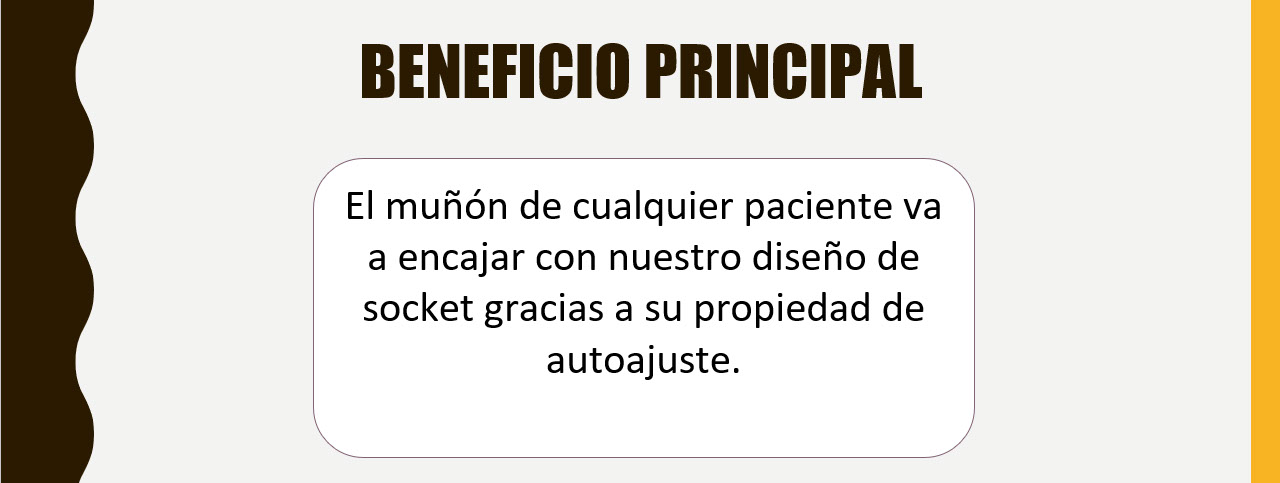 BENEFICIO PRINCIPAL
El muñón de cualquier paciente va
a encajar con nuestro diseño de
socket gracias a su propiedad de
autoajuste.